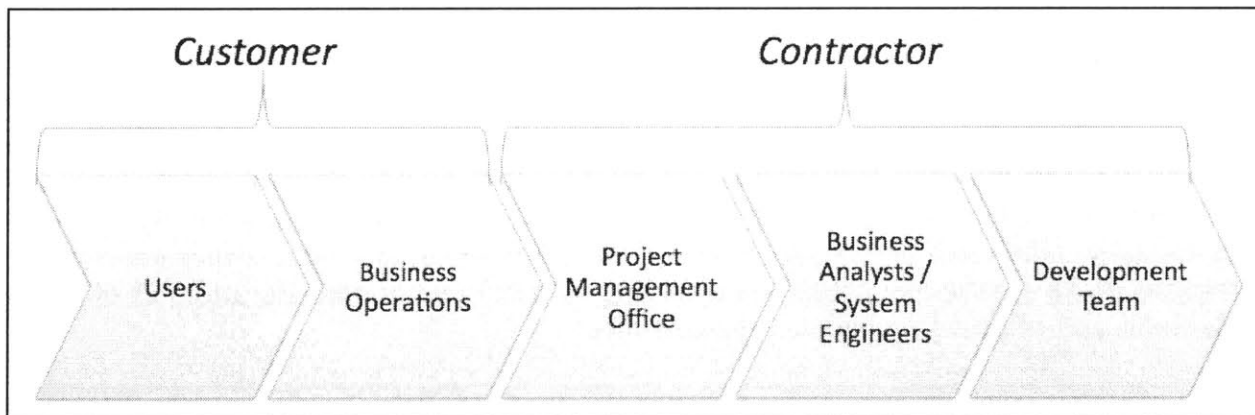 Customer
Contractor
Users
Business
Operations
Project
Management
Office
Business
Analysts /
System
Engineers
Development
Team